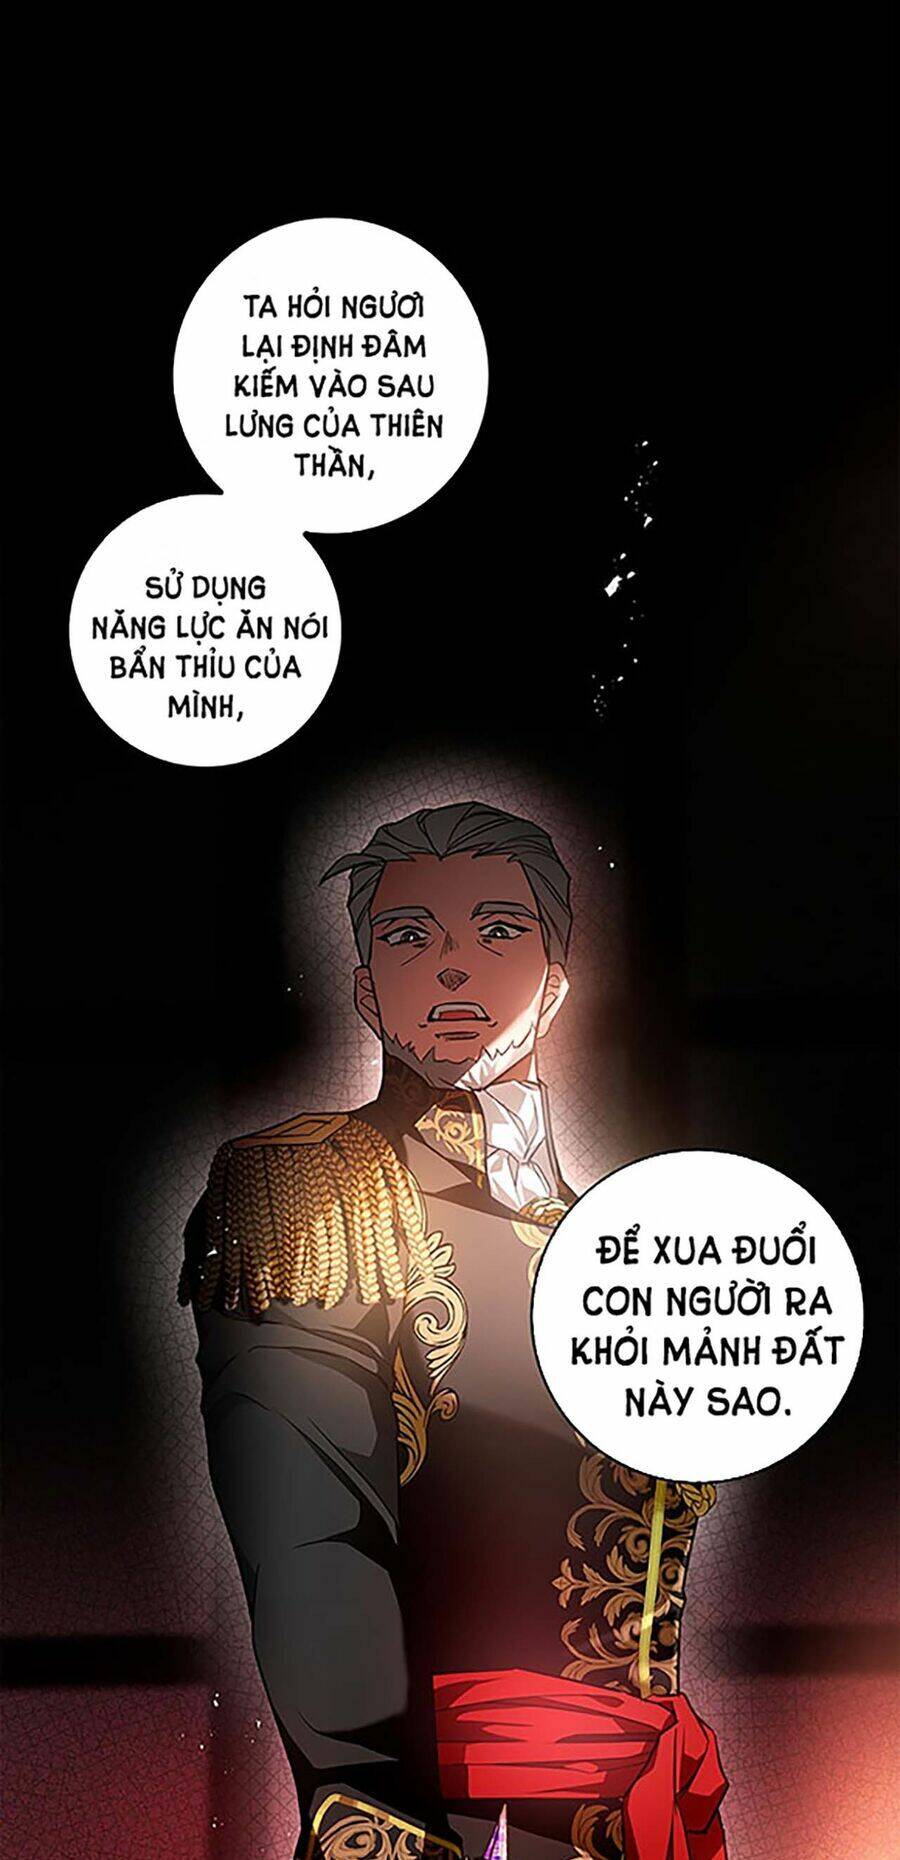 TA HỎI NGƯƠI
LẠI ĐỊNH ĐÂM
KIẾM VÀO SAU
LƯNG CỦA THIÊN
THẦN,
SỬ DỤNG
NĂNG LỰC ĂN NÓI
BẨN THỈU CỦA
MÌNH,
ĐỂ XUA ĐUỔI
CON NGƯỜI RA
KHỎI MẢNH ĐẤT
NÀY SAO.